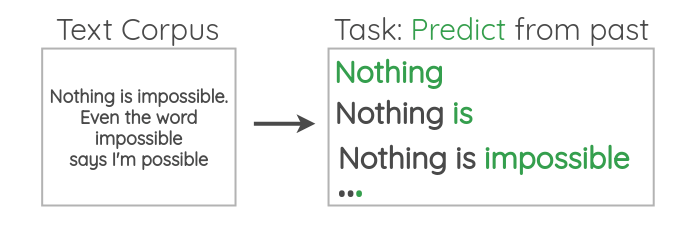 Text Corpus
Nothing is impossible.
Even the word
impossible
says I'm possible
Task: Predict from past
Nothing
Nothing is
Nothing is impossible
...